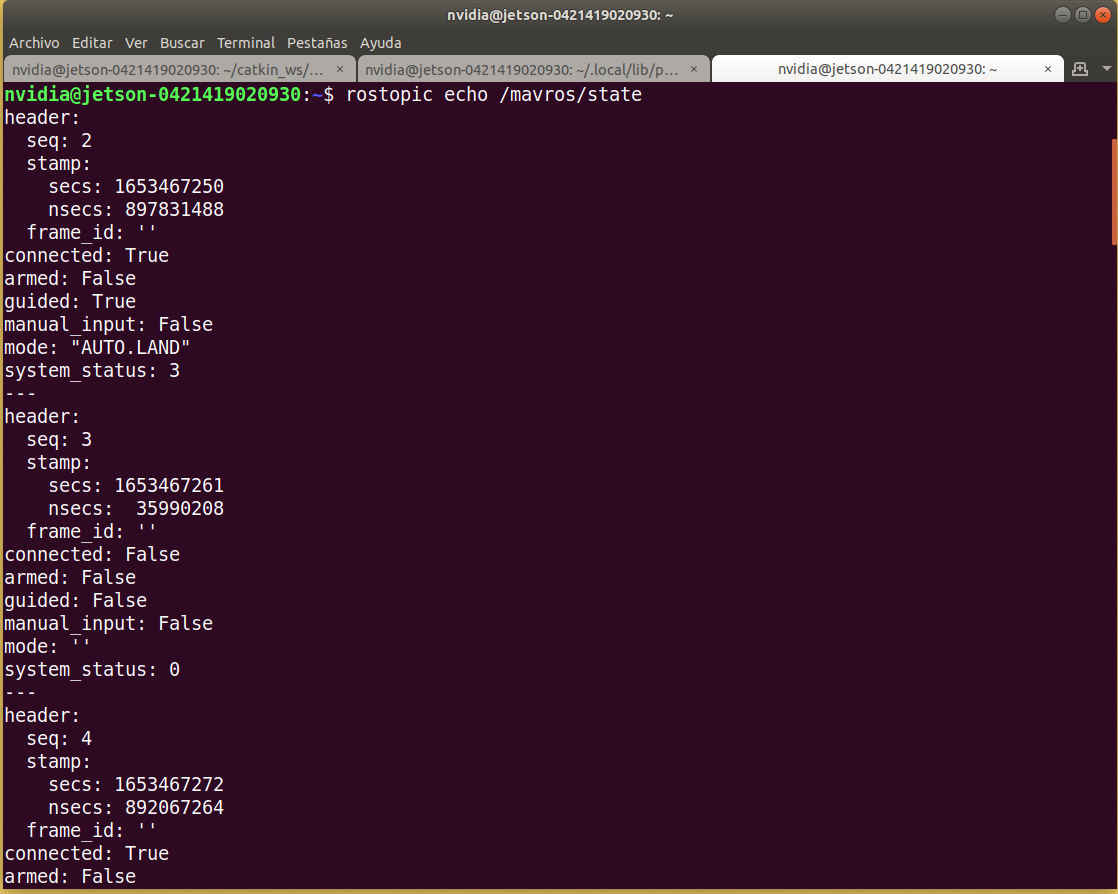 nvidia@jetson-0421419020930: ~
Archivo Editar Ver Buscar Terminal Pestañas Ayuda
nvidia@jetson-0421419020930: ~/catkin_ws/... × nvidia@jetson-0421419020930: ~/.local/lib/p... × nvidia@jetson-0421419020930: ~ ×
nvidia@jetson-0421419020930:~$ rostopic echo /mavros/state
header:
  seq: 2
  stamp:
    secs: 1653467250
    nsecs: 897831488
  frame_id: ''
connected: True
armed: False
guided: True
manual_input: False
mode: "AUTO.LAND"
system_status: 3
---
header:
  seq: 3
  stamp:
    secs: 1653467261
    nsecs:  35990208
  frame_id: ''
connected: False
armed: False
guided: False
manual_input: False
mode: ''
system_status: 0
---
header:
  seq: 4
  stamp:
    secs: 1653467272
    nsecs: 892067264
  frame_id: ''
connected: True
armed: False